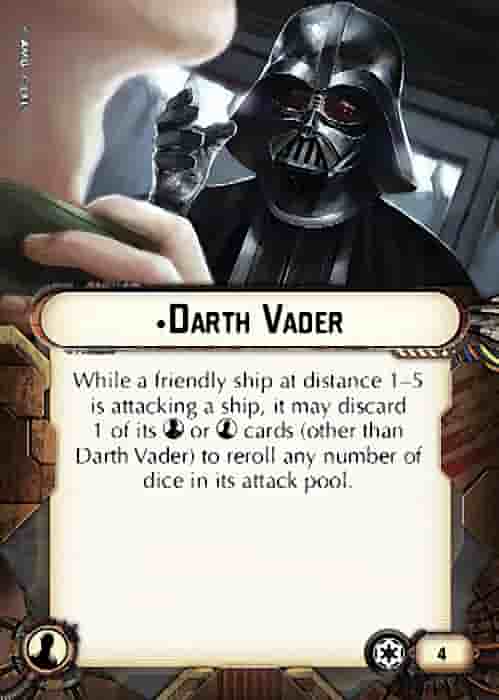 •Darth Vader
While a friendly ship at distance 1–5
is attacking a ship, it may discard
1 of its or cards (other than
Darth Vader) to reroll any number of
dice in its attack pool.
4